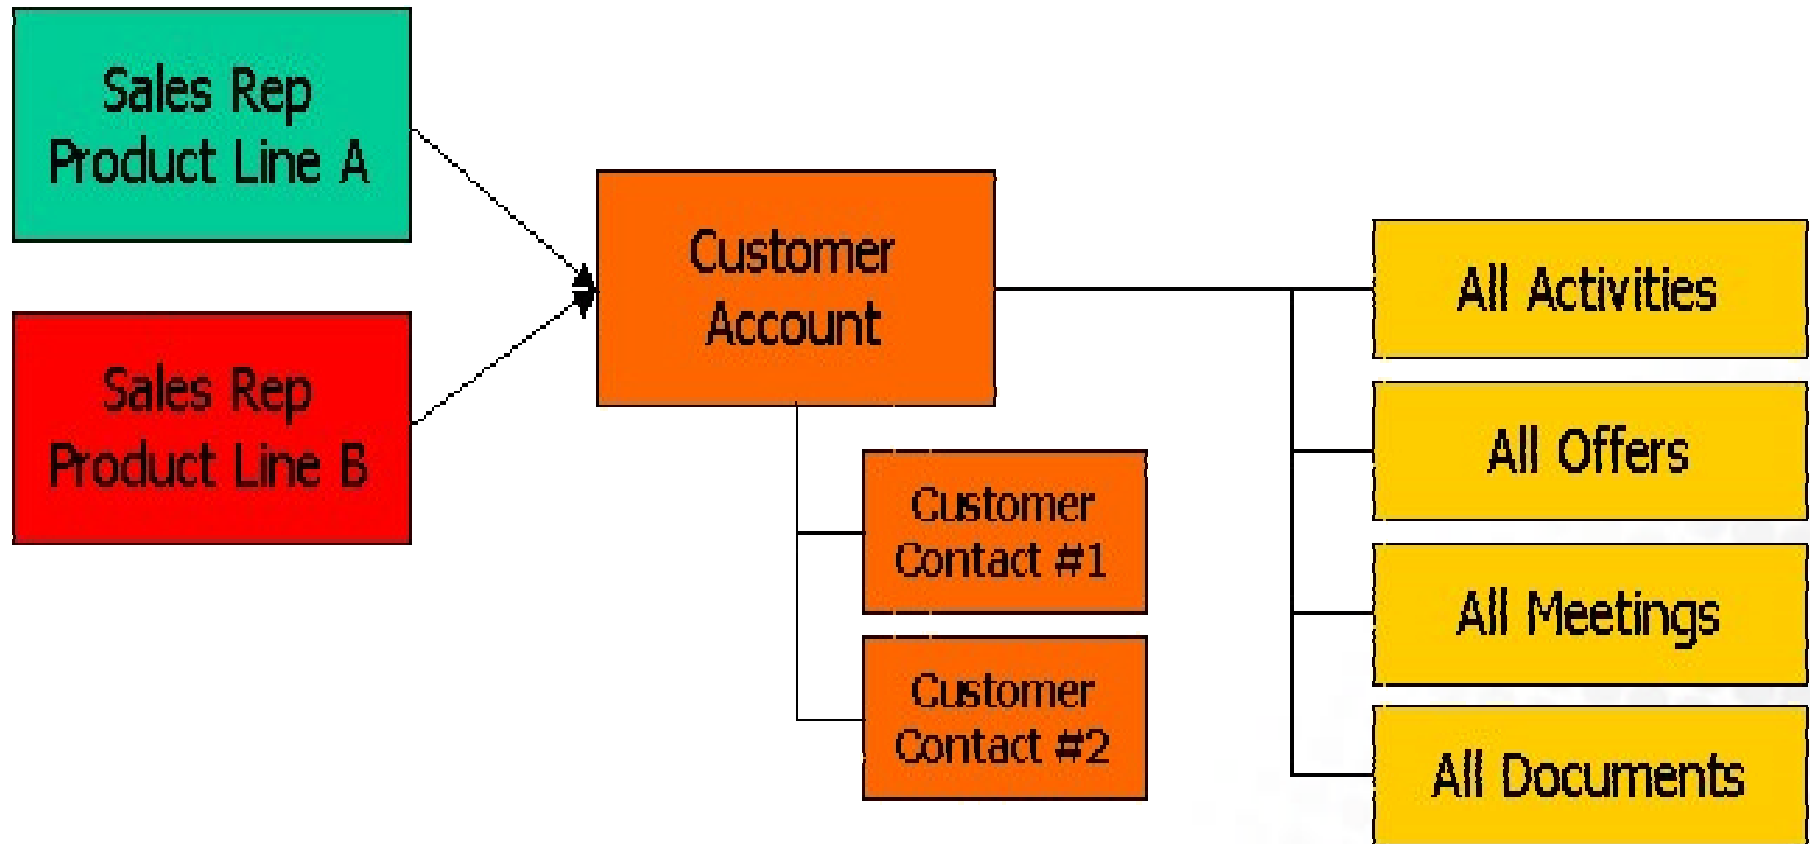 Sales Rep
Product Line A
Sales Rep
Product Line B
Customer
Account
Customer
Contact #1
Customer
Contact #2
All Activities
All Offers
All Meetings
All Documents